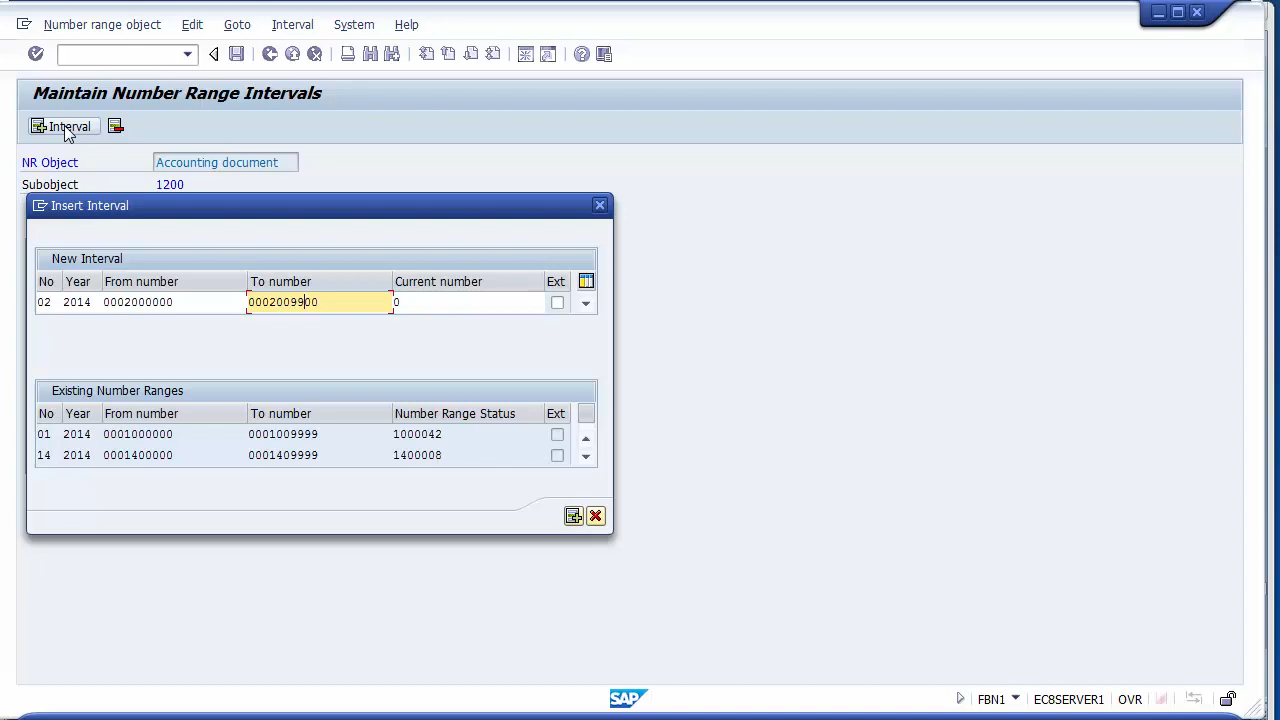 Number range object Edit Goto Interval System Help
Maintain Number Range Intervals
Interval
NR Object Accounting document
Subobject 1200
Insert Interval
New Interval
No Year From number To number Current number Ext
02 2014 0002000000 0002009900 0
Existing Number Ranges
No Year From number To number Number Range Status Ext
01 2014 0001000000 0001009999 1000042
14 2014 0001400000 0001409999 1400008
SAP FBN1 EC8SERVER1 OVR